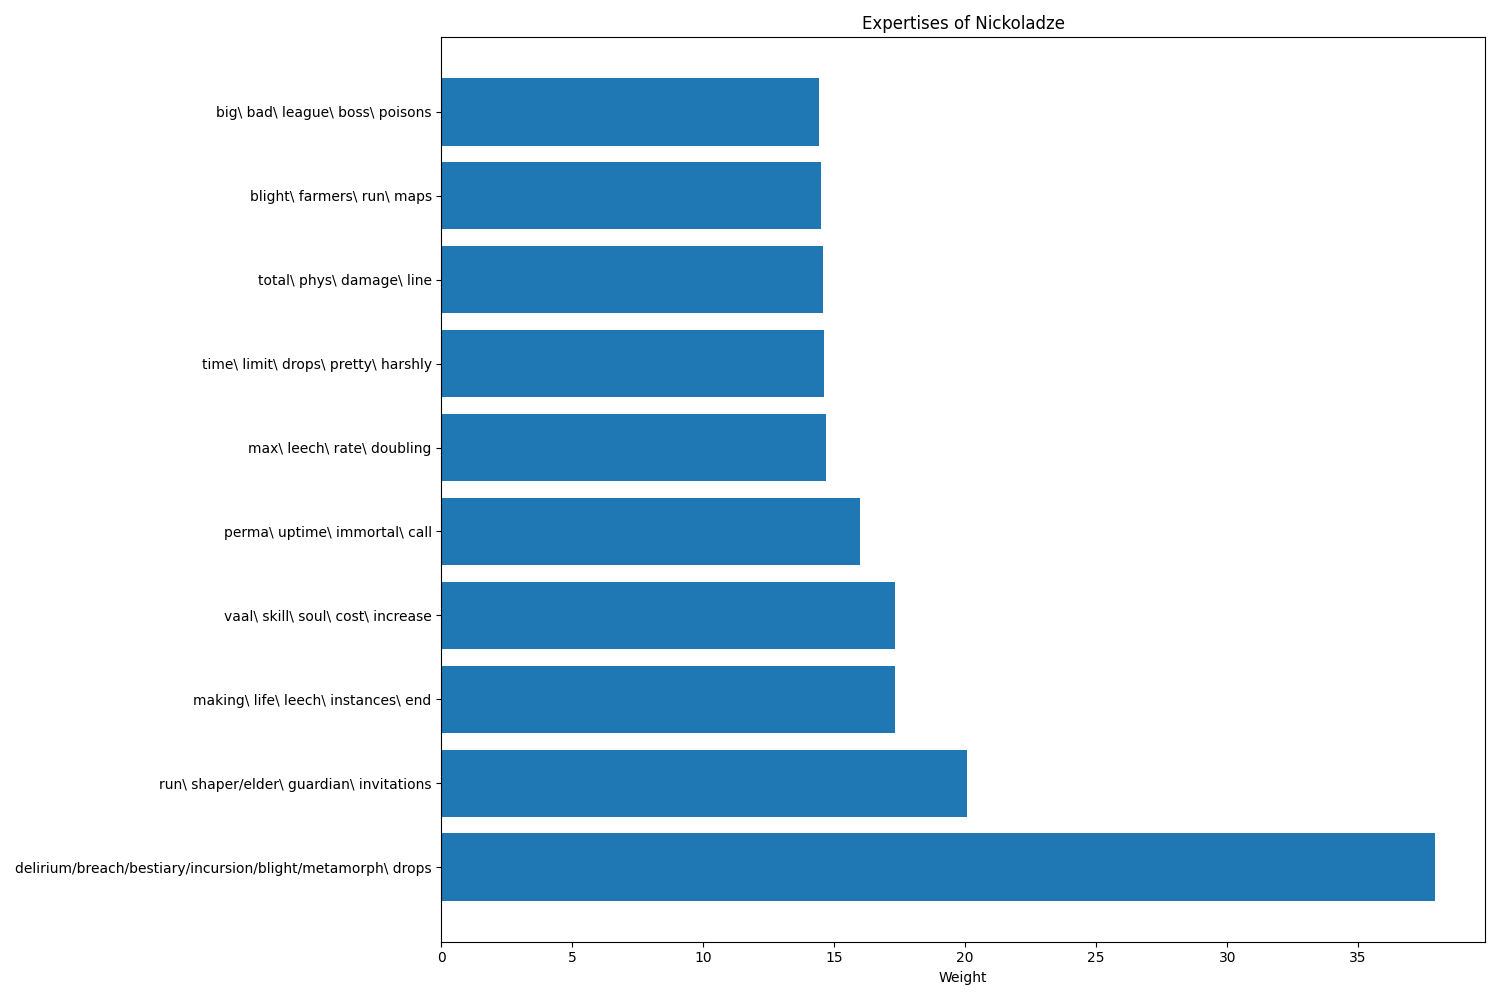 Expertises of Nickoladze
big\ bad\ league\ boss\ poisons
blight\ farmers\ run\ maps
total\ phys\ damage\ line
time\ limit\ drops\ pretty\ harshly
max\ leech\ rate\ doubling
perma\ uptime\ immortal\ call
vaal\ skill\ soul\ cost\ increase
making\ life\ leech\ instances\ end
run\ shaper/elder\ guardian\ invitations
delirium/breach/bestiary/incursion/blight/metamorph\ drops
0 5 10 15 20 25 30 35
Weight